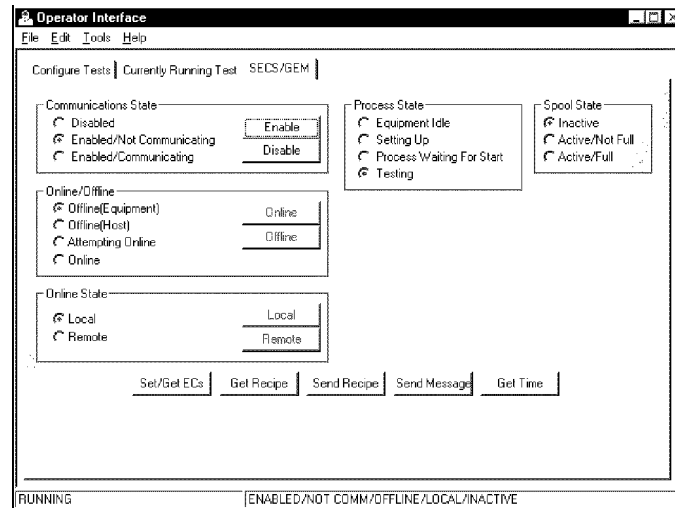 Operator Interface
File Edit Tools Help
Configure Tests Currently Running Test SECS/GEM
Communications State
Disabled
Enabled/Not Communicating
Enabled/Communicating
Enable
Disable
Process State
Equipment Idle
Setting Up
Process Waiting For Start
Testing
Spool State
Inactive
Active/Not Full
Active/Full
Online/Offline
Offline(Equipment)
Offline(Host)
Attempting Online
Online
Online
Offline
Online State
Local
Remote
Local
Remote
Set/Get ECs Get Recipe Send Recipe Send Message Get Time
RUNNING ENABLED/NOT COMM/OFFLINE/LOCAL/INACTIVE